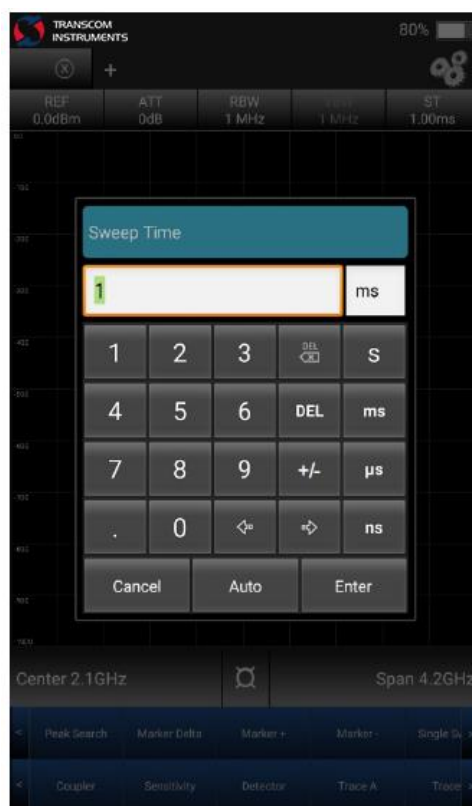 TRANSCOM
INSTRUMENTS
80%
+
REF ATT RBW ST
0.0dBm 0dB 1 MHz 1 MHz 1.00ms
Sweep Time
1 ms
1 2 3 DEL S
4 5 6 DEL ms
7 8 9 +/- µs
. 0 ns
Cancel Auto Enter
Center 2.1GHz Span 4.2GHz
< Peak Search Marker Delta Marker + Marker - >
< Coupler Sensitivity Detector Trace A Trace